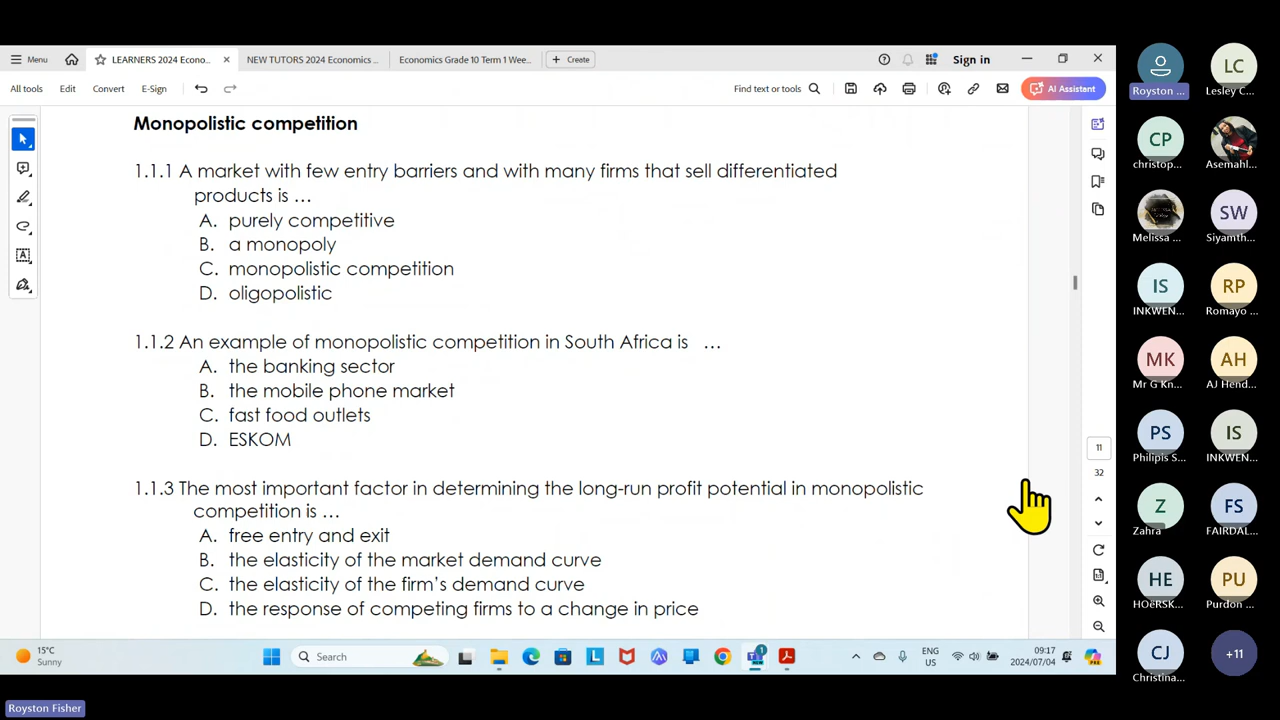 Menu
LEARNERS 2024 Econo...
NEW TUTORS 2024 Economics ...
Economics Grade 10 Term 1 Wee...
+ Create
Sign in
All tools
Edit
Convert
E-Sign
Find text or tools
AI Assistant
Monopolistic competition
1.1.1 A market with few entry barriers and with many firms that sell differentiated
products is ...
A. purely competitive
B. a monopoly
C. monopolistic competition
D. oligopolistic
1.1.2 An example of monopolistic competition in South Africa is ...
A. the banking sector
B. the mobile phone market
C. fast food outlets
D. ESKOM
1.1.3 The most important factor in determining the long-run profit potential in monopolistic
competition is ...
A. free entry and exit
B. the elasticity of the market demand curve
C. the elasticity of the firm's demand curve
D. the response of competing firms to a change in price
11
32
15°C
Sunny
Search
ENG
US
09:17
2024/07/04
Royston ...
LC
Lesley C...
CP
christop...
Asemahl...
Melissa ...
SW
Siyamth...
IS
INKWEN...
RP
Romayo ...
MK
Mr G Kn...
AH
AJ Hend...
PS
Philipis S...
IS
INKWEN...
Z
Zahra
FS
FAIRDAL...
HE
HOëRSK...
PU
Purdon ...
CJ
Christina...
+11
Royston Fisher